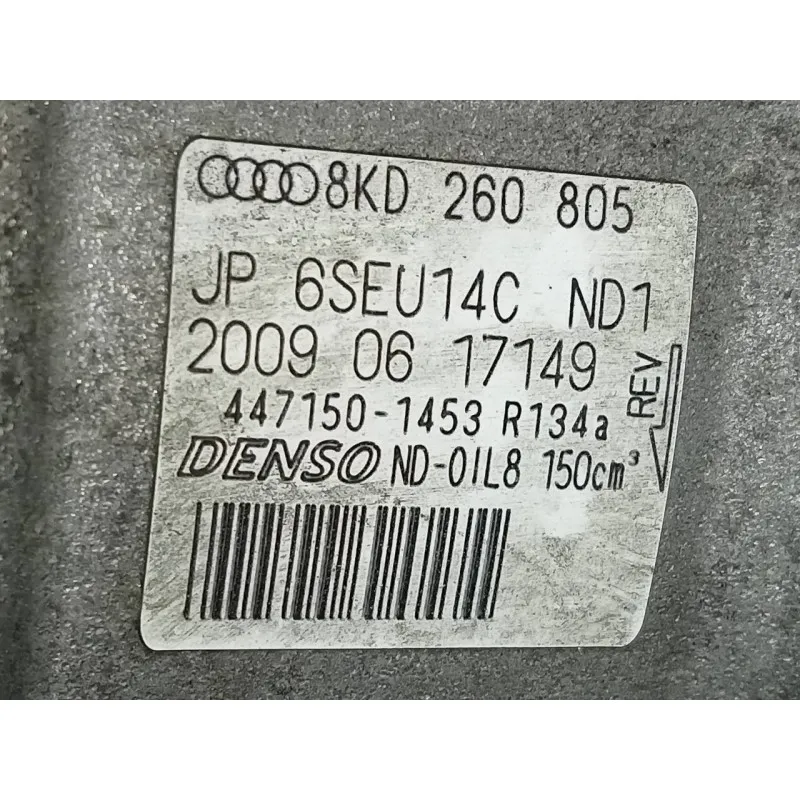 8KD 260 805
JP 6SEU14C ND1
2009 06 17149
REV
447150-1453 R134a
DENSO ND-OIL8 150cm³